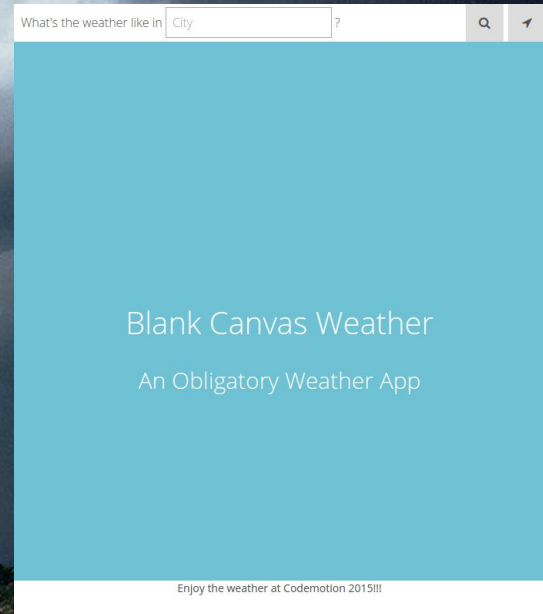 What's the weather like in City ?
Blank Canvas Weather
An Obligatory Weather App
Enjoy the weather at Codemotion 2015!!!